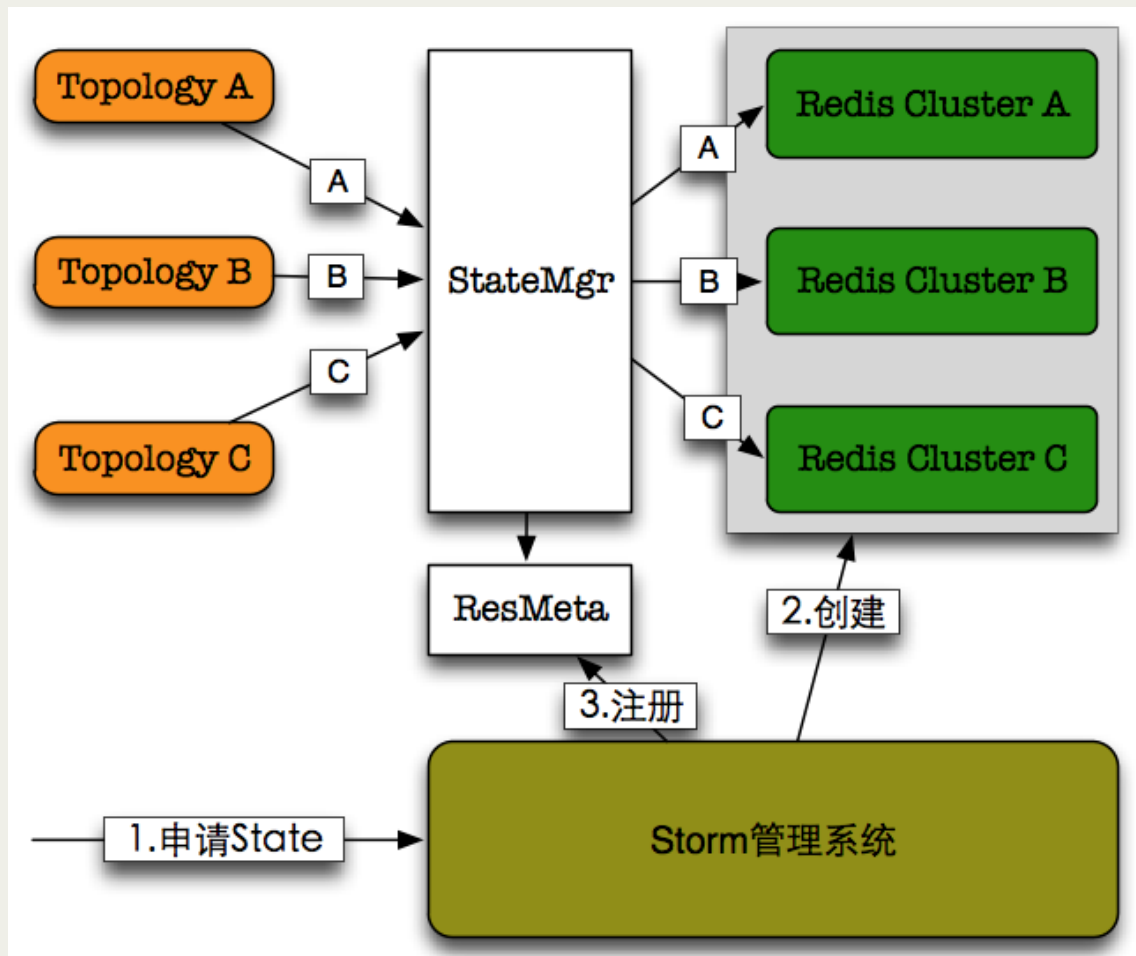 Topology A
Redis Cluster A
A
A
Topology B
B
StateMgr
B
Redis Cluster B
C
C
Topology C
Redis Cluster C
ResMeta
2.创建
3.注册
1.申请State
Storm管理系统